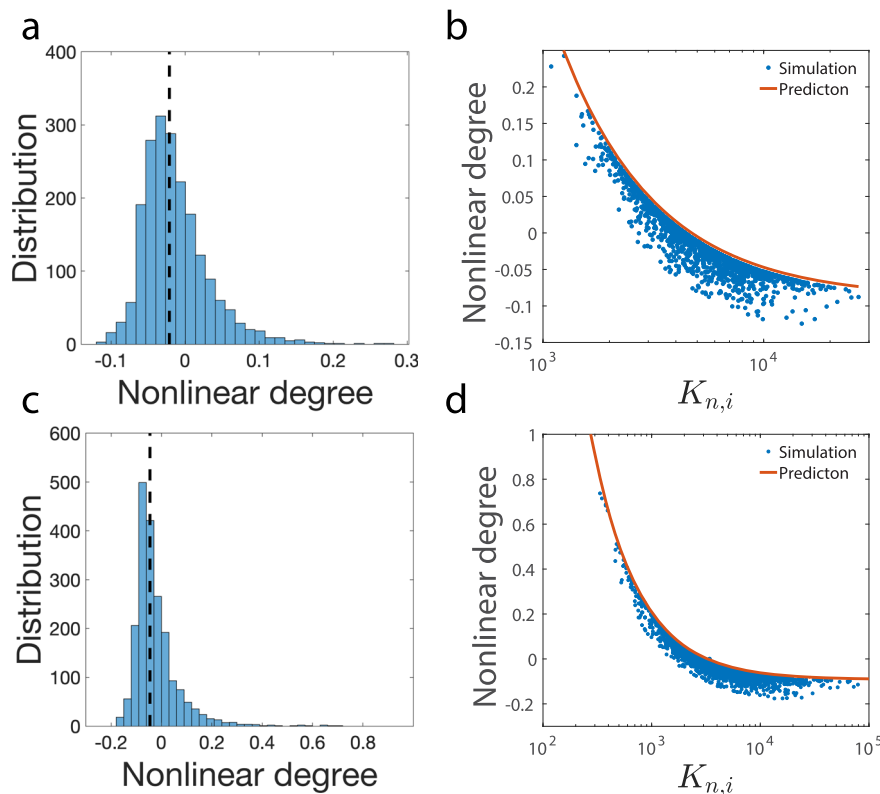 a
400
300
200
100
0
-0.1
0
0.1
0.2
0.3
Distribution
Nonlinear degree
b
0.2
0.15
0.1
0.05
0
-0.05
-0.1
-0.15
10^3
10^4
Nonlinear degree
K_{n,i}
Simulation
Predicton
c
600
500
400
300
200
100
0
-0.2
0
0.2
0.4
0.6
0.8
Distribution
Nonlinear degree
d
1
0.8
0.6
0.4
0.2
0
-0.2
10^2
10^3
10^4
10^5
Nonlinear degree
K_{n,i}
Simulation
Predicton